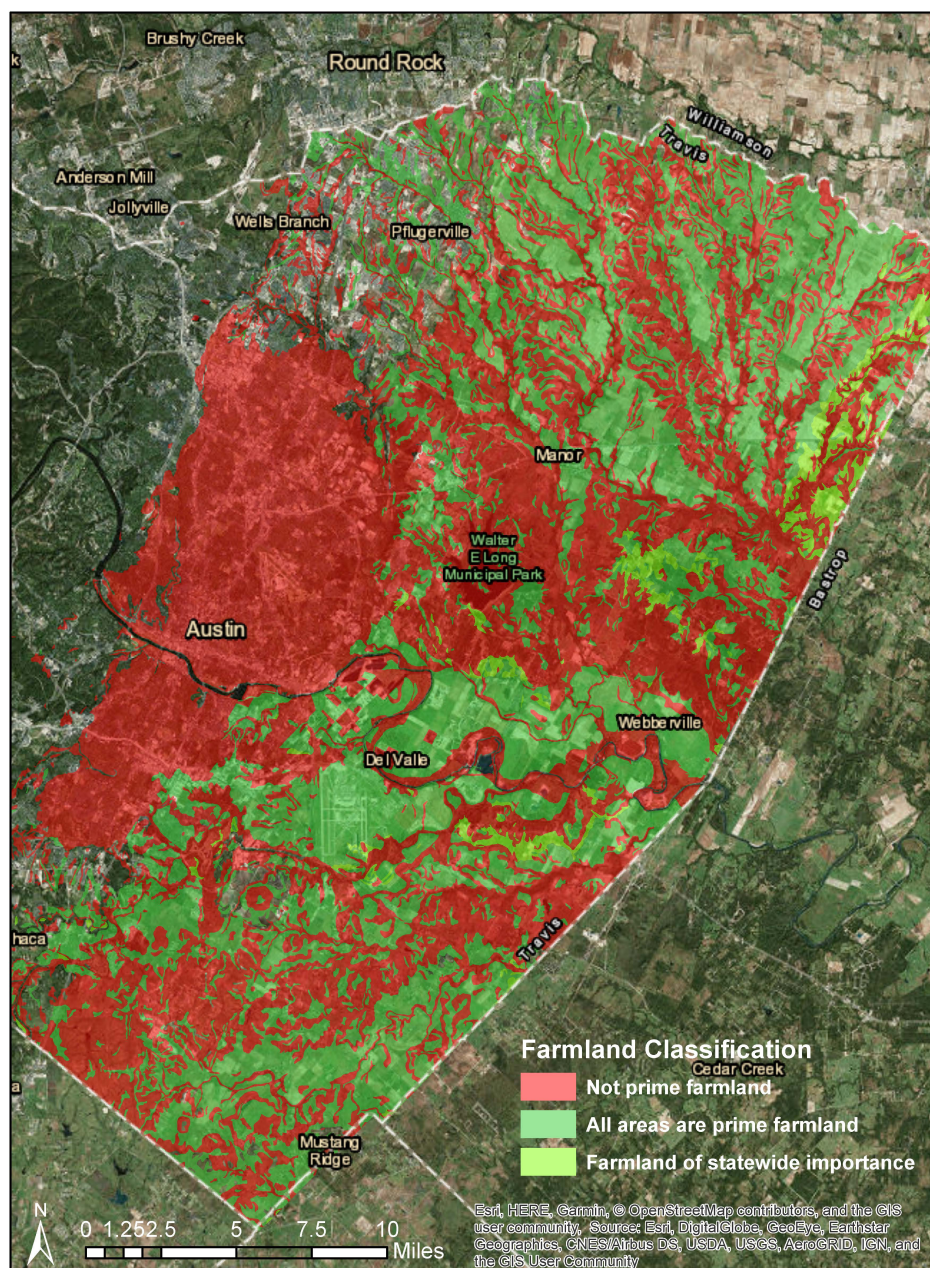 Brushy Creek
k
Round Rock
Williamson
Travis
Anderson Mill
Jollyville
Wells Branch
Pflugerville
Manor
Walter
E Long
Municipal Park
Bastrop
Austin
Webberville
Del Valle
haca
Travis
Farmland Classification
Cedar Creek
Not prime farmland
a
All areas are prime farmland
Mustang
Ridge
Farmland of statewide importance
N
0 1.252.5 5 7.5 10
Miles
Esri, HERE, Garmin, © OpenStreetMap contributors, and the GIS
user community, Source: Esri, DigitalGlobe, GeoEye, Earthstar
Geographics, CNES/Airbus DS, USDA, USGS, AeroGRID, IGN, and
the GIS User Community